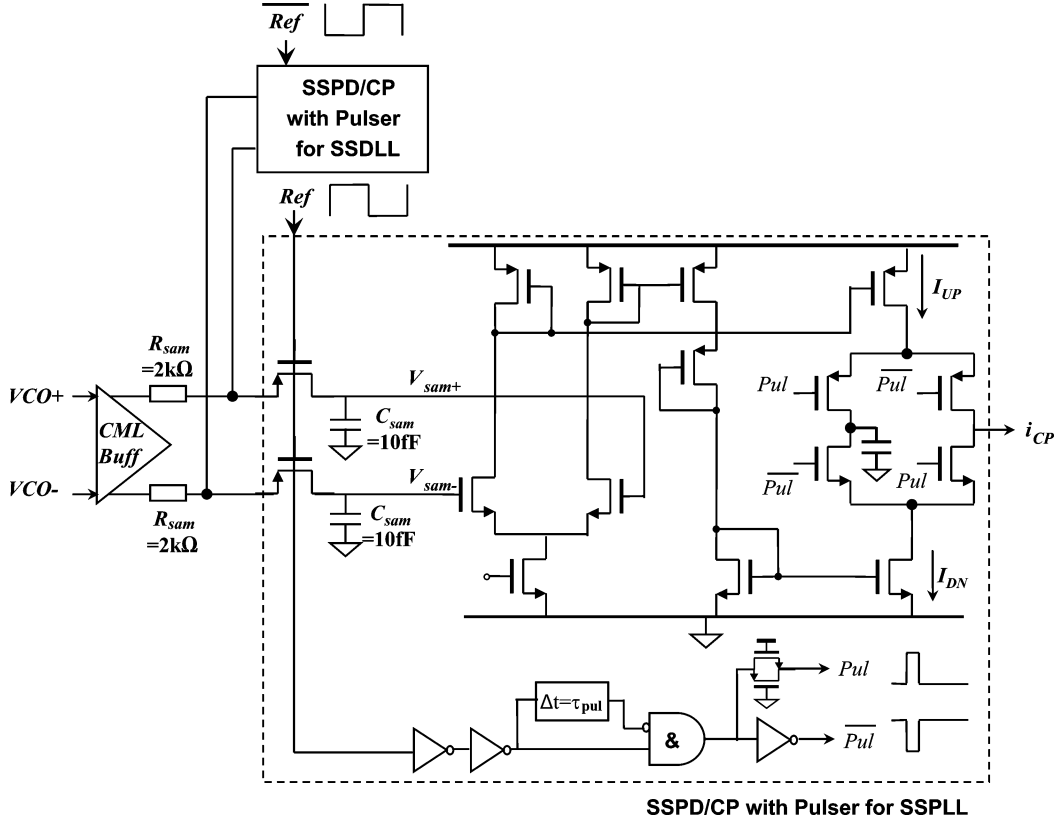 Ref
SSPD/CP
with Pulser
for SSDLL
Ref
I_UP
R_sam
=2kΩ
V_sam+
Pul
Pul
VCO+
CML
Buff
C_sam
=10fF
i_CP
VCO-
V_sam-
Pul
Pul
R_sam
=2kΩ
C_sam
=10fF
I_DN
Δt=τ_pul
Pul
&
Pul
SSPD/CP with Pulser for SSPLL